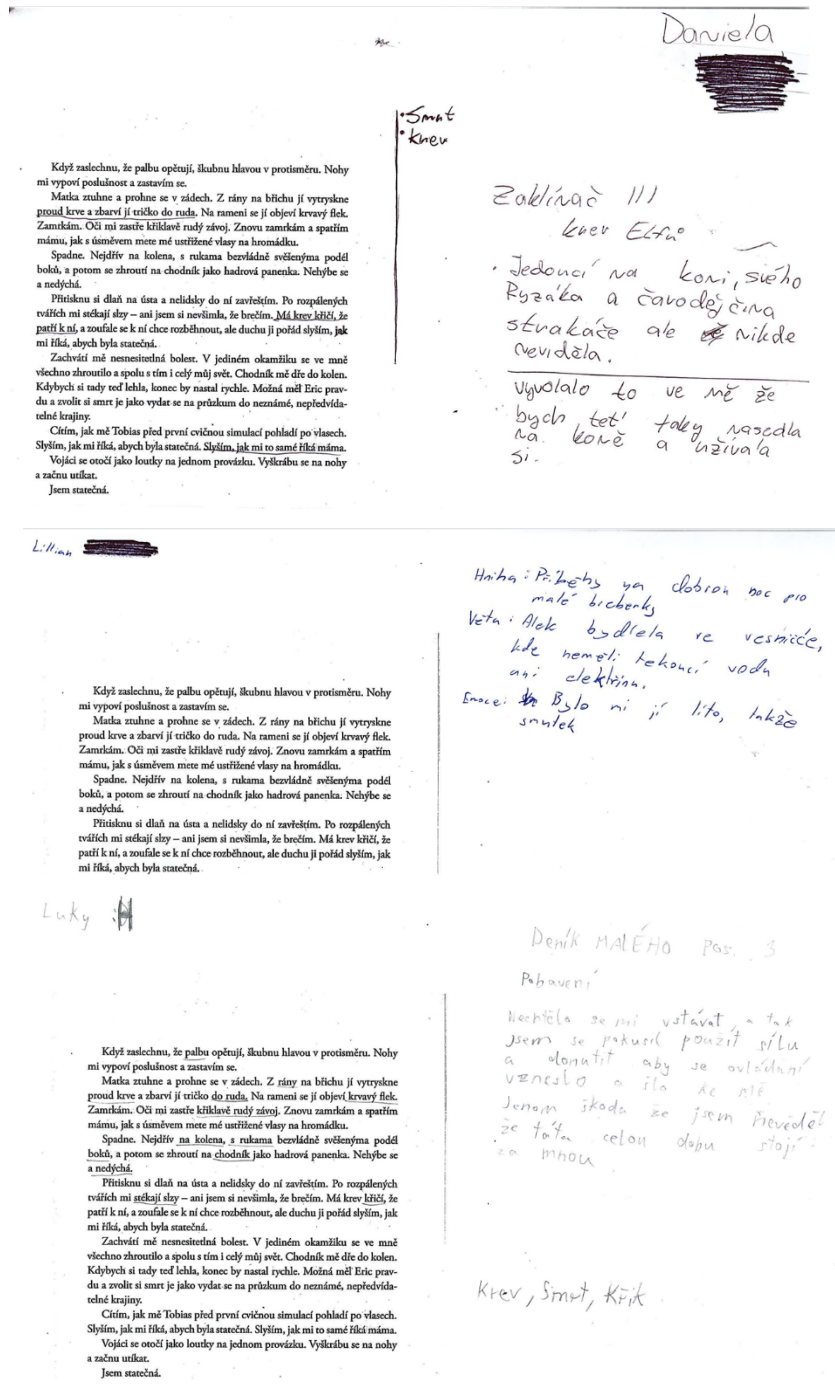 Daniela
•Smrt
•krev
Když zaslechnu, že palbu opětují, škubnu hlavou v protisměru. Nohy
mi vypoví poslušnost a zastavím se.
Matka ztuhne a prohne se v zádech. Z rány na břichu jí vytryskne
proud krve a zbarví jí tričko do ruda. Na rameni se jí objeví krvavý flek.
Zamrkám. Oči mi zastře křiklavě rudý závoj. Znovu zamrkám a spatřím
mámu, jak s úsměvem mete mé ustřižené vlasy na hromádku.
Spadne. Nejdřív na kolena, s rukama bezvládně svěšenýma podél
boků, a potom se zhroutí na chodník jako hadrová panenka. Nehýbe se
a nedýchá.
Přitisknu si dlaň na ústa a nelidsky do ní zavřeštím. Po rozpálených
tvářích mi stékají slzy – ani jsem si nevšimla, že brečím. Má krev křičí, že
patří k ní, a zoufale se k ní chce rozběhnout, ale duchu ji pořád slyším, jak
mi říká, abych byla statečná.
Zachvátí mě nesnesitedná bolest. V jediném okamžiku se ve mně
všechno zhroutilo a spolu s tím i celý můj svět. Chodník mě dře do kolen.
Kdybych si tady teď lehla, konec by nastal rychle. Možná měl Eric prav-
du a zvolit si smrt je jako vydat se na průzkum do neznámé, nepředvída-
telné krajiny.
Cítím, jak mě Tobias před první cvičnou simulací pohladí po vlasech.
Slyším, jak mi říká, abych byla statečná. Slyším, jak mi to samé říká máma.
Vojáci se otočí jako loutky na jednom provázku. Vyškrábu se na nohy
a začnu utíkat.
Jsem statečná.
Zaklínač III
krev Elfů
• Jedoucí na koni, svého
Ryzáka a čarodějčina
strakáče ale nikde
neviděla.
vyvolalo to ve mě že
bych teť taky nasedla
na koně a užívala
si.
Lillian
Kniha: Příběhy na dobrou noc pro
malé rebelky
Věta: Alek bydlela ve vesničce,
kde neměli tekoucí vodu
ani elektřinu.
Emoce: Bylo mi jí líto, takže
smutek
Když zaslechnu, že palbu opětují, škubnu hlavou v protisměru. Nohy
mi vypoví poslušnost a zastavím se.
Matka ztuhne a prohne se v zádech. Z rány na břichu jí vytryskne
proud krve a zbarví jí tričko do ruda. Na rameni se jí objeví krvavý flek.
Zamrkám. Oči mi zastře křiklavě rudý závoj. Znovu zamrkám a spatřím
mámu, jak s úsměvem mete mé ustřižené vlasy na hromádku.
Spadne. Nejdřív na kolena, s rukama bezvládně svěšenýma podél
boků, a potom se zhroutí na chodník jako hadrová panenka. Nehýbe se
a nedýchá.
Přitisknu si dlaň na ústa a nelidsky do ní zavřeštím. Po rozpálených
tvářích mi stékají slzy – ani jsem si nevšimla, že brečím. Má krev křičí, že
patří k ní, a zoufale se k ní chce rozběhnout, ale duchu ji pořád slyším, jak
mi říká, abych byla statečná.
Luky
Když zaslechnu, že palbu opětují, škubnu hlavou v protisměru. Nohy
mi vypoví poslušnost a zastavím se.
Matka ztuhne a prohne se v zádech. Z rány na břichu jí vytryskne
proud krve a zbarví jí tričko do ruda. Na rameni se jí objeví krvavý flek.
Zamrkám. Oči mi zastře křiklavě rudý závoj. Znovu zamrkám a spatřím
mámu, jak s úsměvem mete mé ustřižené vlasy na hromádku.
Spadne. Nejdřív na kolena, s rukama bezvládně svěšenýma podél
boků, a potom se zhroutí na chodník jako hadrová panenka. Nehýbe se
a nedýchá.
Přitisknu si dlaň na ústa a nelidsky do ní zavřeštím. Po rozpálených
tvářích mi stékají slzy – ani jsem si nevšimla, že brečím. Má krev křičí, že
patří k ní, a zoufale se k ní chce rozběhnout, ale duchu ji pořád slyším, jak
mi říká, abych byla statečná.
Zachvátí mě nesnesitedná bolest. V jediném okamžiku se ve mně
všechno zhroutilo a spolu s tím i celý můj svět. Chodník mě dře do kolen.
Kdybych si tady teď lehla, konec by nastal rychle. Možná měl Eric prav-
du a zvolit si smrt je jako vydat se na průzkum do neznámé, nepředvída-
telné krajiny.
Cítím, jak mě Tobias před první cvičnou simulací pohladí po vlasech.
Slyším, jak mi říká, abych byla statečná. Slyším, jak mi to samé říká máma.
Vojáci se otočí jako loutky na jednom provázku. Vyškrábu se na nohy
a začnu utíkat.
Jsem statečná.
Deník MALÉHO Pos. 3
Pobavení
Nechtělo se mi vstávat, a tak
jsem se pokusil použít sílu
a donutit aby se ovládání
vzneslo a šlo ke mě
Jenom škoda že jsem nevěděl
že táta celou dobu stojí
za mnou
Krev, Smrt, Křik